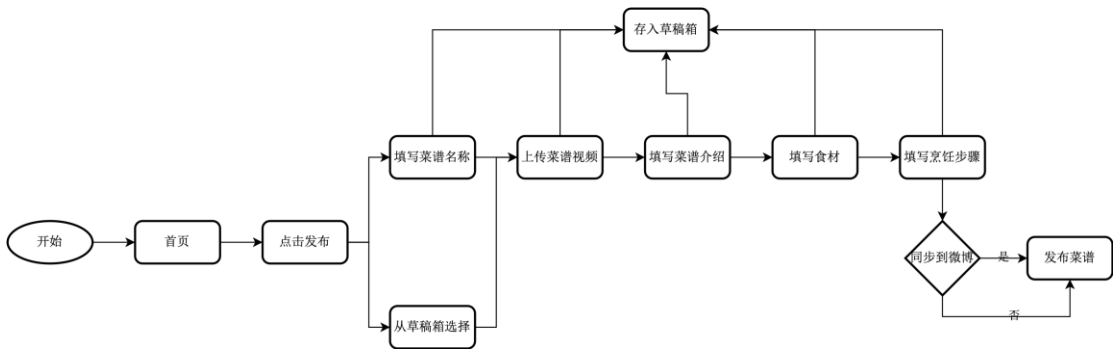 存入草稿箱
填写菜谱名称
上传菜谱视频
填写菜谱介绍
填写食材
填写烹饪步骤
开始
首页
点击发布
同步到微博
是
发布菜谱
从草稿箱选择
否